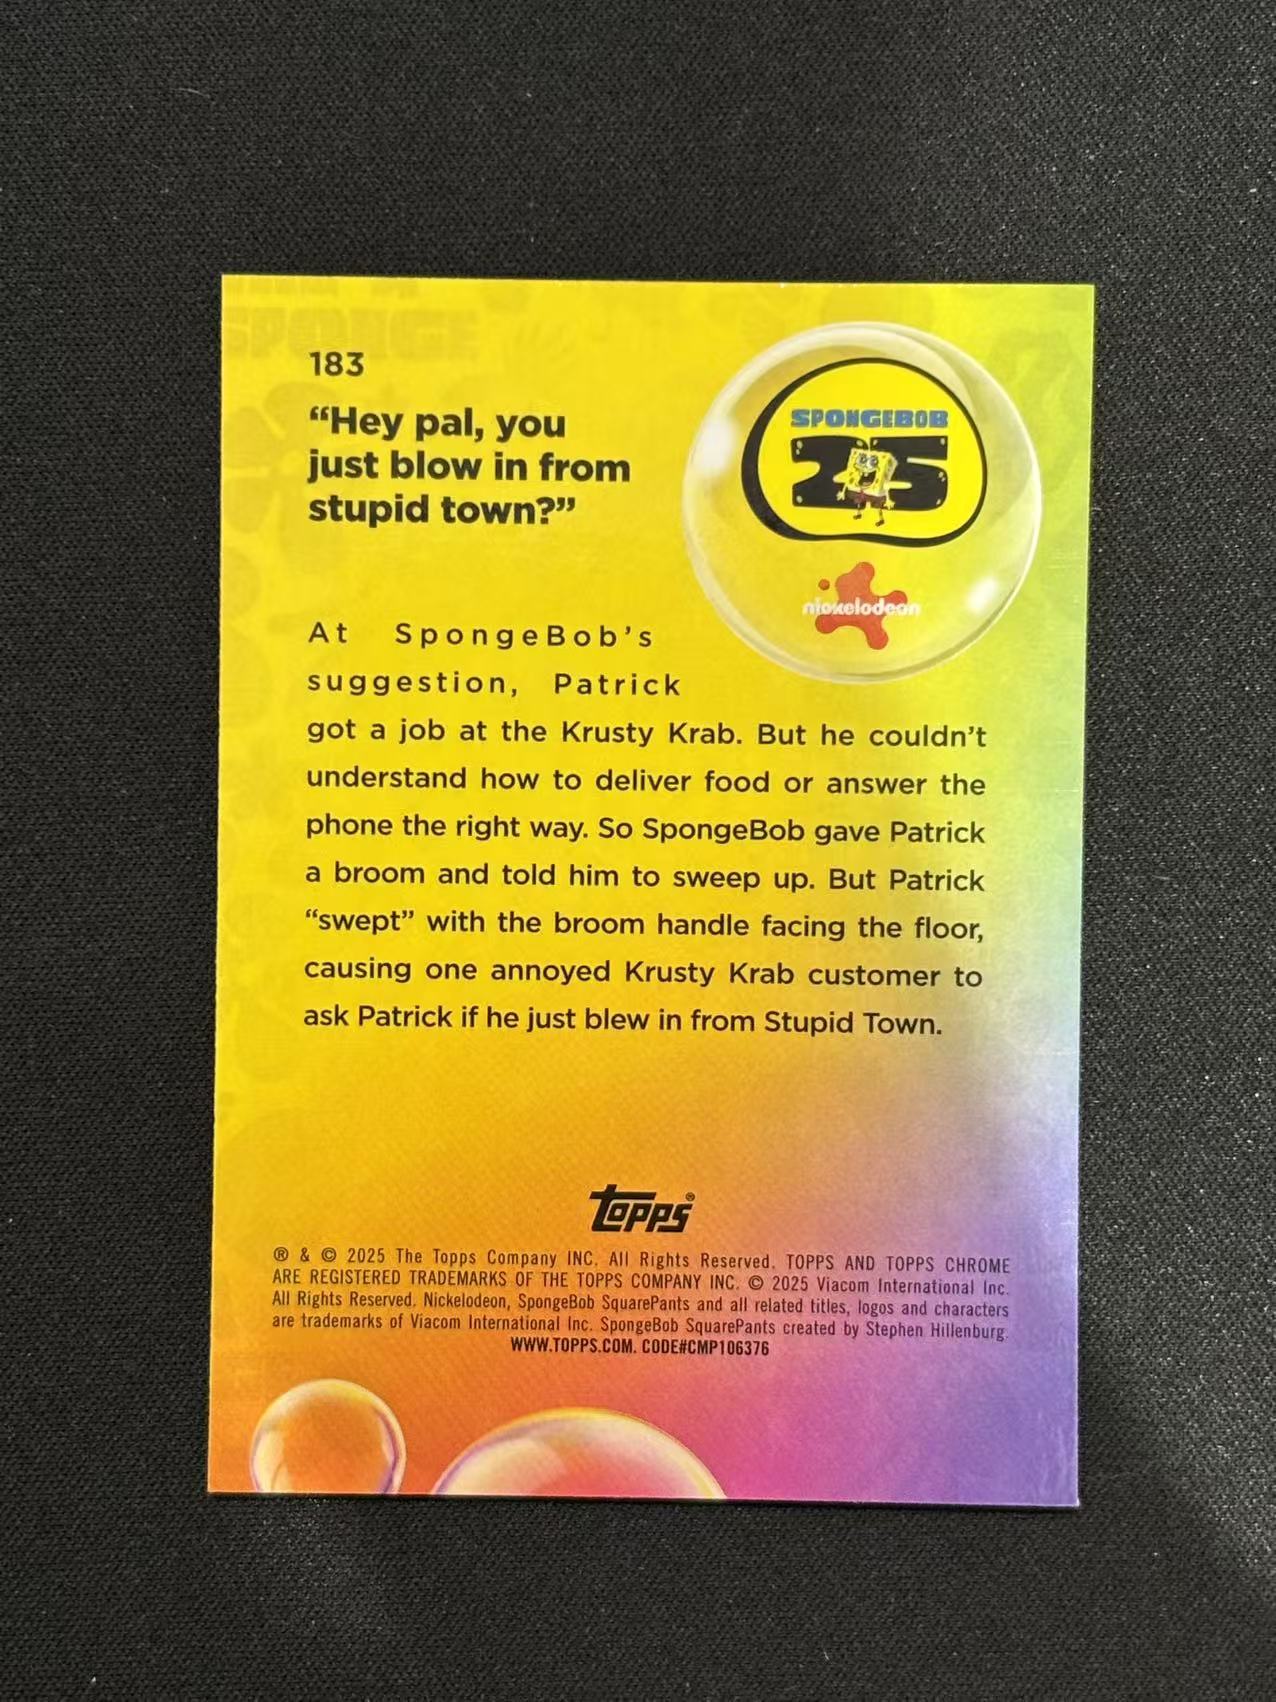 183
“Hey pal, you
just blow in from
stupid town?”
SPONGEBOB
25
nickelodeon
At SpongeBob’s
suggestion, Patrick
got a job at the Krusty Krab. But he couldn’t
understand how to deliver food or answer the
phone the right way. So SpongeBob gave Patrick
a broom and told him to sweep up. But Patrick
“swept” with the broom handle facing the floor,
causing one annoyed Krusty Krab customer to
ask Patrick if he just blew in from Stupid Town.
topps®
® & © 2025 The Topps Company INC. All Rights Reserved. TOPPS AND TOPPS CHROME
ARE REGISTERED TRADEMARKS OF THE TOPPS COMPANY INC. © 2025 Viacom International Inc.
All Rights Reserved. Nickelodeon, SpongeBob SquarePants and all related titles, logos and characters
are trademarks of Viacom International Inc. SpongeBob SquarePants created by Stephen Hillenburg.
WWW.TOPPS.COM. CODE#CMP106376